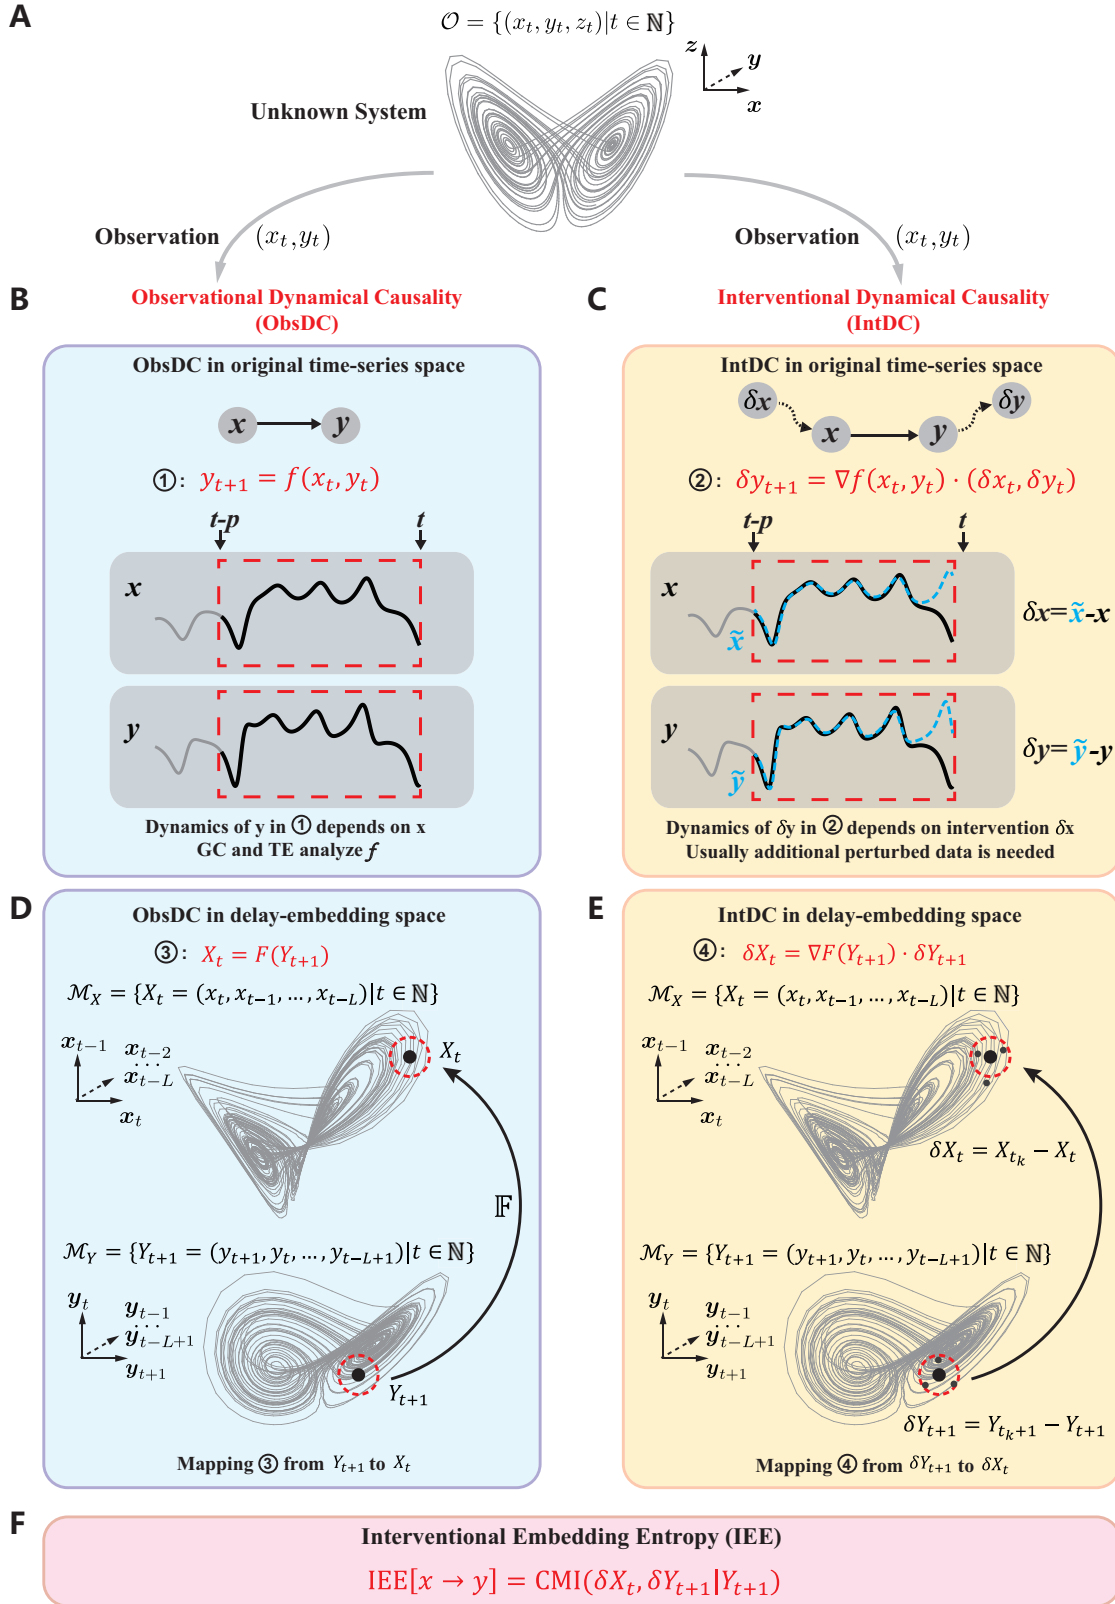 A
𝒪 = {(x_t, y_t, z_t)|t ∈ ℕ}
z
y
x
Unknown System
Observation (x_t, y_t)
Observation (x_t, y_t)
B
Observational Dynamical Causality
(ObsDC)
ObsDC in original time-series space
x
y
①: y_{t+1} = f(x_t, y_t)
t-p
t
x
y
Dynamics of y in ① depends on x
GC and TE analyze f
C
Interventional Dynamical Causality
(IntDC)
IntDC in original time-series space
δx
δy
x
y
②: δy_{t+1} = ∇f(x_t, y_t) · (δx_t, δy_t)
t-p
t
x
x̃
δx=x̃-x
y
ỹ
δy=ỹ-y
Dynamics of δy in ② depends on intervention δx
Usually additional perturbed data is needed
D
ObsDC in delay-embedding space
③: X_t = F(Y_{t+1})
ℳ_X = {X_t = (x_t, x_{t−1}, …, x_{t−L})|t ∈ ℕ}
x_{t−1}
x_{t−2}
...
x_{t−L}
x_t
X_t
𝔽
ℳ_Y = {Y_{t+1} = (y_{t+1}, y_t, …, y_{t−L+1})|t ∈ ℕ}
y_t
y_{t−1}
...
y_{t−L+1}
y_{t+1}
Y_{t+1}
Mapping ③ from Y_{t+1} to X_t
E
IntDC in delay-embedding space
④: δX_t = ∇F(Y_{t+1}) · δY_{t+1}
ℳ_X = {X_t = (x_t, x_{t−1}, …, x_{t−L})|t ∈ ℕ}
x_{t−1}
x_{t−2}
...
x_{t−L}
x_t
δX_t = X_{t_k} − X_t
ℳ_Y = {Y_{t+1} = (y_{t+1}, y_t, …, y_{t−L+1})|t ∈ ℕ}
y_t
y_{t−1}
...
y_{t−L+1}
y_{t+1}
δY_{t+1} = Y_{t_k+1} − Y_{t+1}
Mapping ④ from δY_{t+1} to δX_t
F
Interventional Embedding Entropy (IEE)
IEE[x → y] = CMI(δX_t, δY_{t+1}|Y_{t+1})